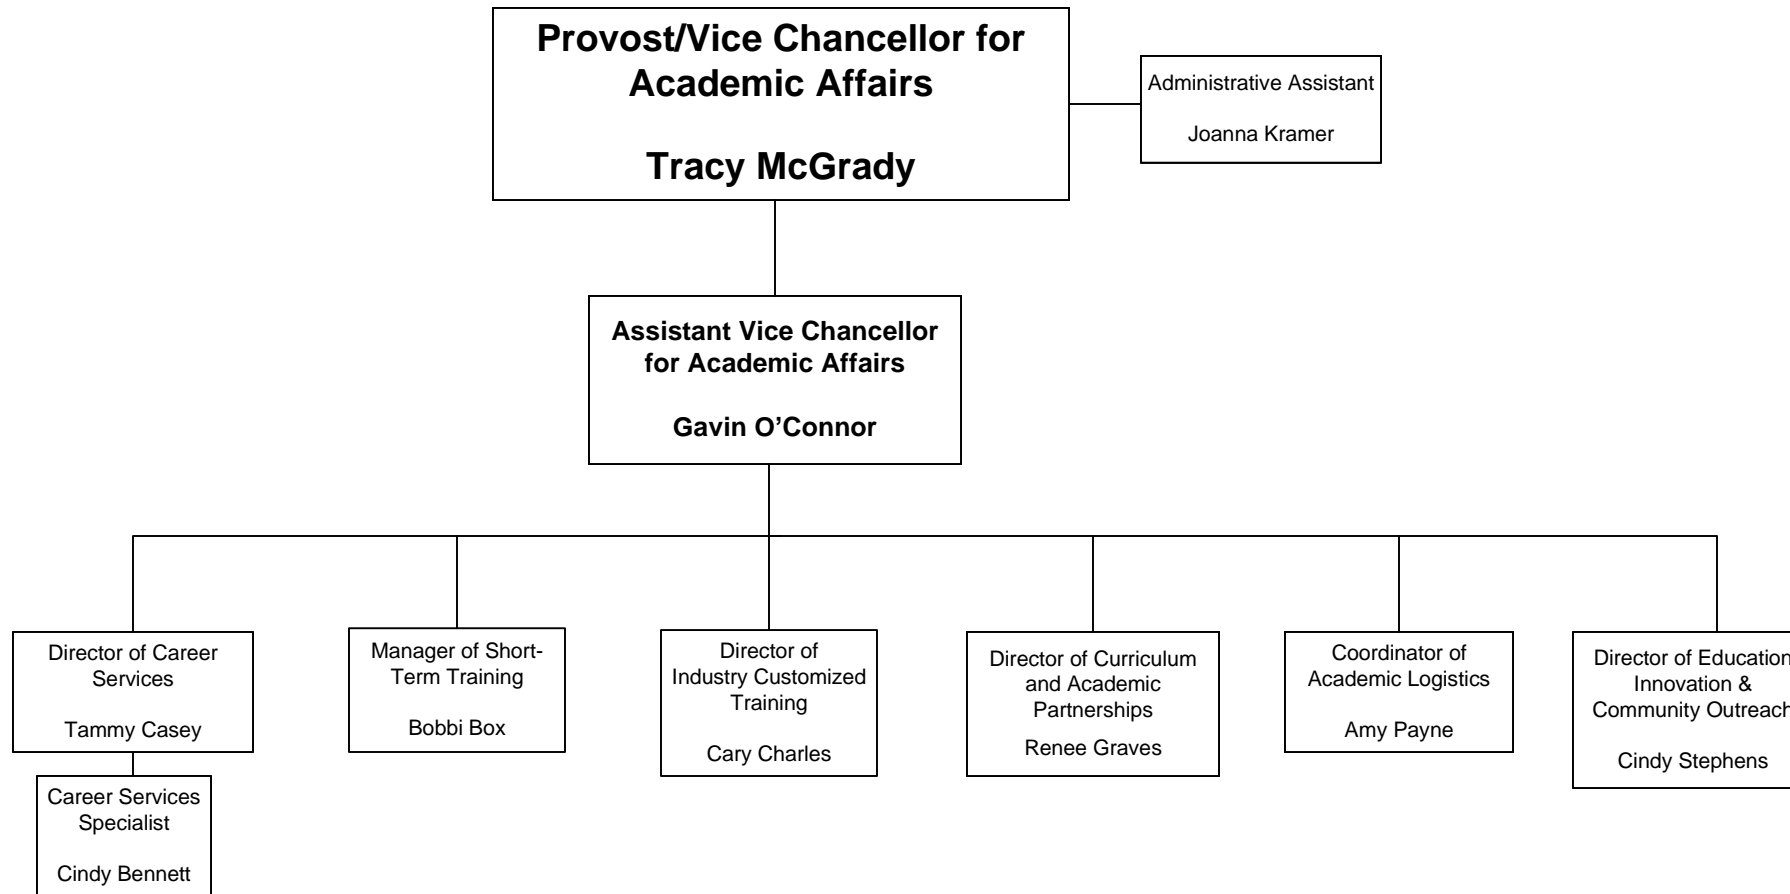 Provost/Vice Chancellor for
Academic Affairs
Tracy McGrady
Administrative Assistant
Joanna Kramer
Assistant Vice Chancellor
for Academic Affairs
Gavin O’Connor
Director of Career
Services
Tammy Casey
Career Services
Specialist
Cindy Bennett
Manager of Short-
Term Training
Bobbi Box
Director of
Industry Customized
Training
Cary Charles
Director of Curriculum
and Academic
Partnerships
Renee Graves
Coordinator of
Academic Logistics
Amy Payne
Director of Education
Innovation &
Community Outreach
Cindy Stephens